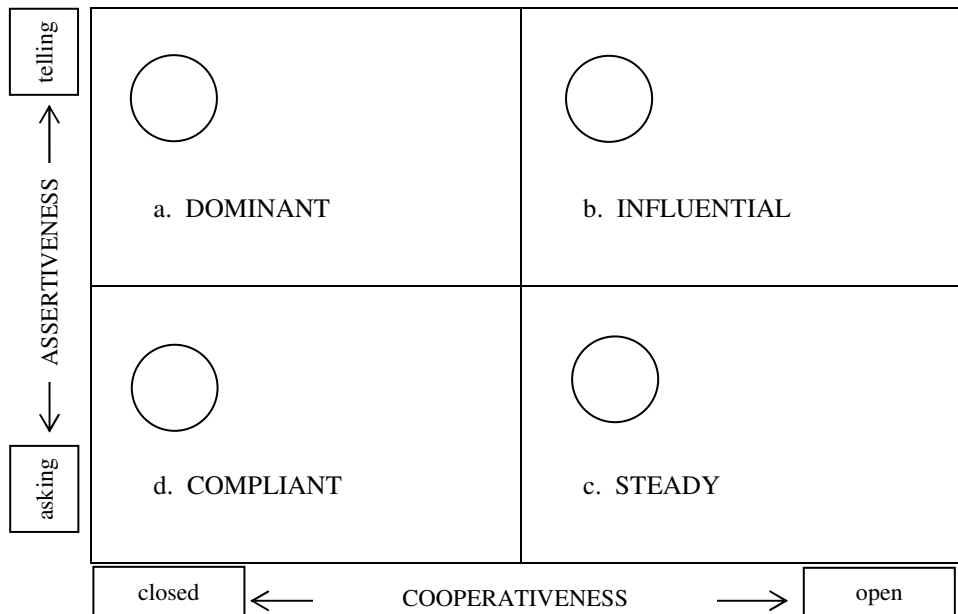 telling
a. DOMINANT
b. INFLUENTIAL
ASSERTIVENESS
d. COMPLIANT
c. STEADY
asking
closed
COOPERATIVENESS
open